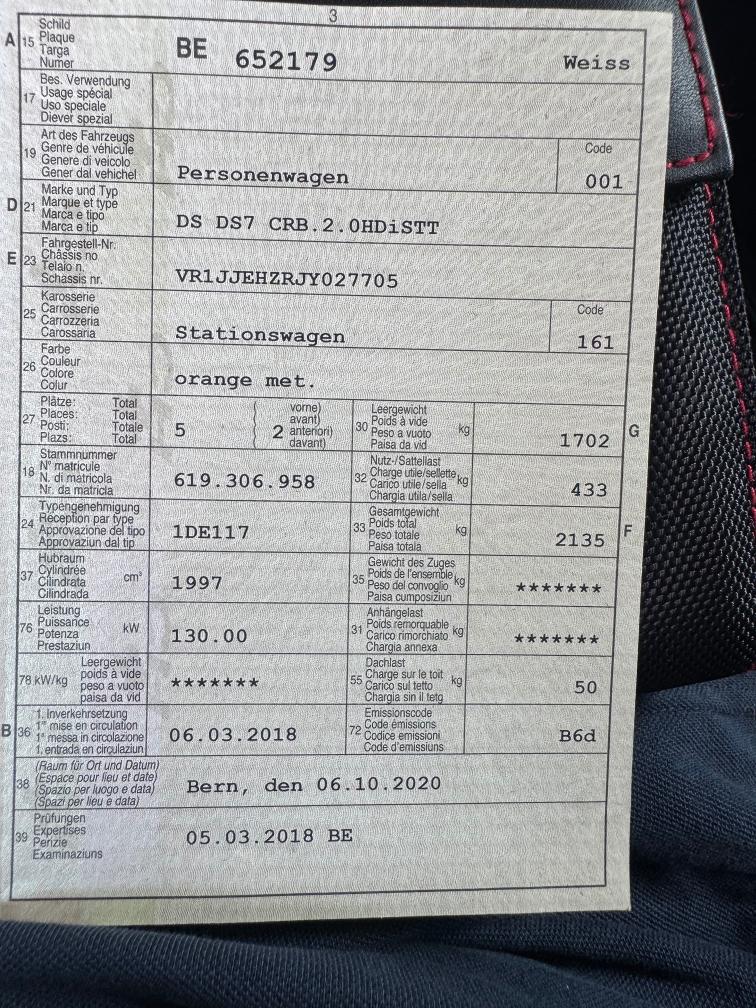 3
A 15 Schild BE 652179 Weiss
Plaque
Targa
Numer
17 Bes. Verwendung
Usage spécial
Uso speciale
Diever spezial
19 Art des Fahrzeugs Personenwagen Code 001
Genre de véhicule
Genere di veicolo
Gener dal vehichel
D 21 Marke und Typ DS DS7 CRB.2.0HDiSTT
Marque et type
Marca e tipo
Marca e tip
E 23 Fahrgestell-Nr. VR1JJEHZRJY027705
Châssis no
Telaio n.
Schassis nr.
25 Karosserie Stationswagen Code 161
Carrosserie
Carrozzeria
Carossaria
26 Farbe orange met.
Couleur
Colore
Colur
27 Plätze: Total 5 ( 2 vorne)
Places: Total avant)
Posti: Totale anteriori)
Plazs: Total davant)
30 Leergewicht kg 1702 G
Poids à vide
Peso a vuoto
Paisa da vid
18 Stammnummer 619.306.958
N° matricule
N. di matricola
Nr. da matricla
32 Nutz-/Sattellast kg 433
Charge utile/sellette
Carico utile/sella
Chargia utila/sella
24 Typengenehmigung 1DE117
Réception par type
Approvazione del tipo
Approvaziun dal tip
33 Gesamtgewicht kg 2135 F
Poids total
Peso totale
Paisa totala
37 Hubraum cm³ 1997
Cylindrée
Cilindrata
Cilindrada
35 Gewicht des Zuges kg *******
Poids de l'ensemble
Peso del convoglio
Paisa cumposiziun
76 Leistung kW 130.00
Puissance
Potenza
Prestaziun
31 Anhängelast kg *******
Poids remorquable
Carico rimorchiato
Chargia annexa
78 kW/kg Leergewicht *******
poids à vide
peso a vuoto
paisa da vid
55 Dachlast kg 50
Charge sur le toit
Carico sul tetto
Chargia sin il tetg
B 36 1. Inverkehrsetzung 06.03.2018
1re mise en circulation
1a messa in circolazione
1. entrada en circulaziun
72 Emissionscode B6d
Code émissions
Codice emissioni
Code d'emissiuns
38 (Raum für Ort und Datum) Bern, den 06.10.2020
(Espace pour lieu et date)
(Spazio per luogo e data)
(Spazi per lieu e data)
39 Prüfungen 05.03.2018 BE
Expertises
Perizie
Examinaziuns